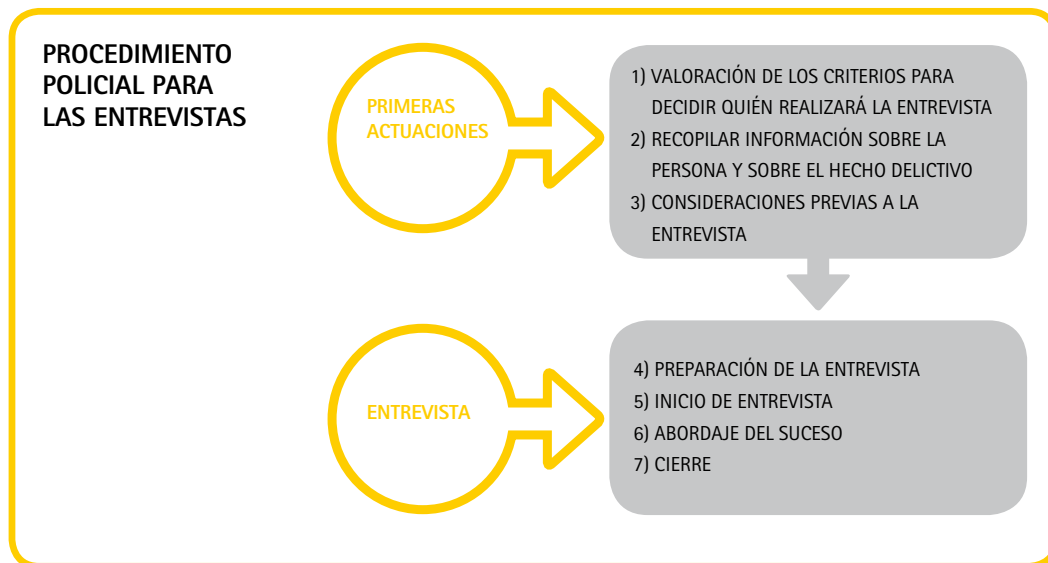 PROCEDIMIENTO
POLICIAL PARA
LAS ENTREVISTAS
PRIMERAS
ACTUACIONES
1) VALORACIÓN DE LOS CRITERIOS PARA
DECIDIR QUIÉN REALIZARÁ LA ENTREVISTA
2) RECOPILAR INFORMACIÓN SOBRE LA
PERSONA Y SOBRE EL HECHO DELICTIVO
3) CONSIDERACIONES PREVIAS A LA
ENTREVISTA
ENTREVISTA
4) PREPARACIÓN DE LA ENTREVISTA
5) INICIO DE ENTREVISTA
6) ABORDAJE DEL SUCESO
7) CIERRE